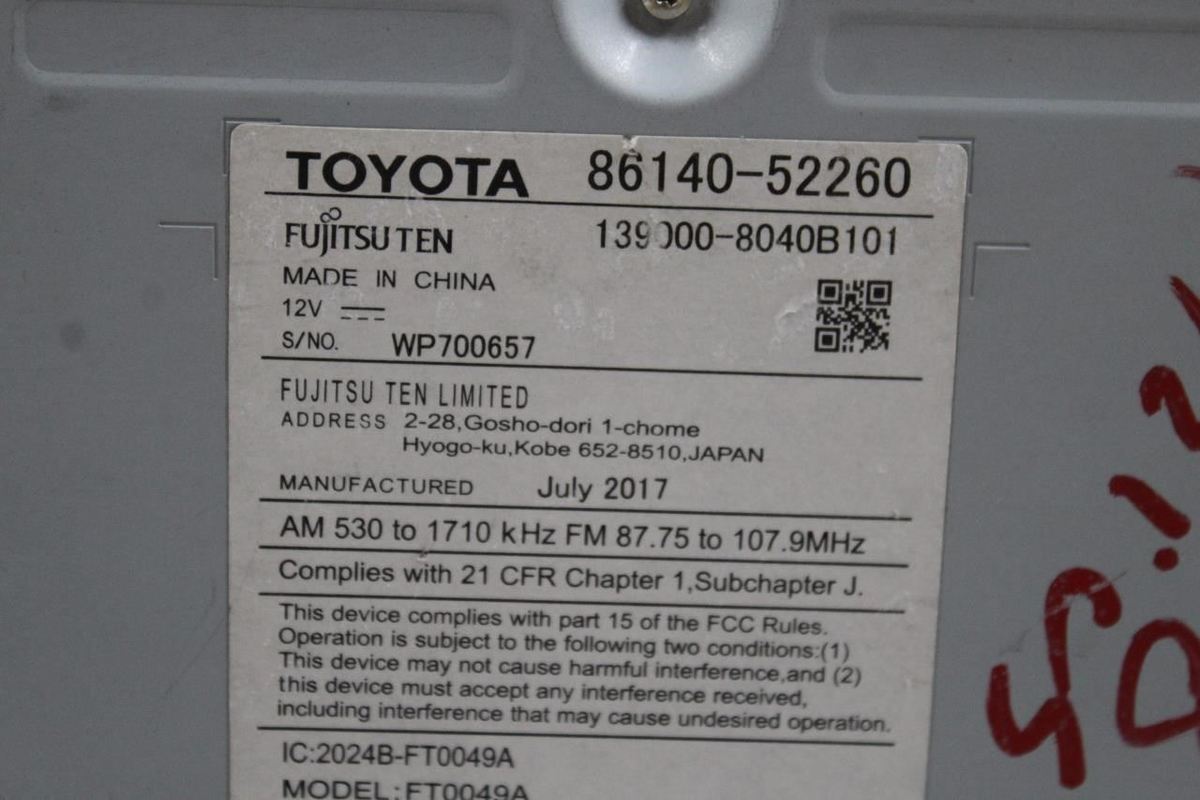 TOYOTA 86140-52260
FUJITSU TEN 139000-8040B101
MADE IN CHINA
12V
S/NO. WP700657
FUJITSU TEN LIMITED
ADDRESS 2-28,Gosho-dori 1-chome
Hyogo-ku,Kobe 652-8510,JAPAN
MANUFACTURED July 2017
AM 530 to 1710 kHz FM 87.75 to 107.9MHz
Complies with 21 CFR Chapter 1,Subchapter J.
This device complies with part 15 of the FCC Rules.
Operation is subject to the following two conditions:(1)
This device may not cause harmful interference,and (2)
this device must accept any interference received,
including interference that may cause undesired operation.
IC:2024B-FT0049A
MODEL:FT0049A